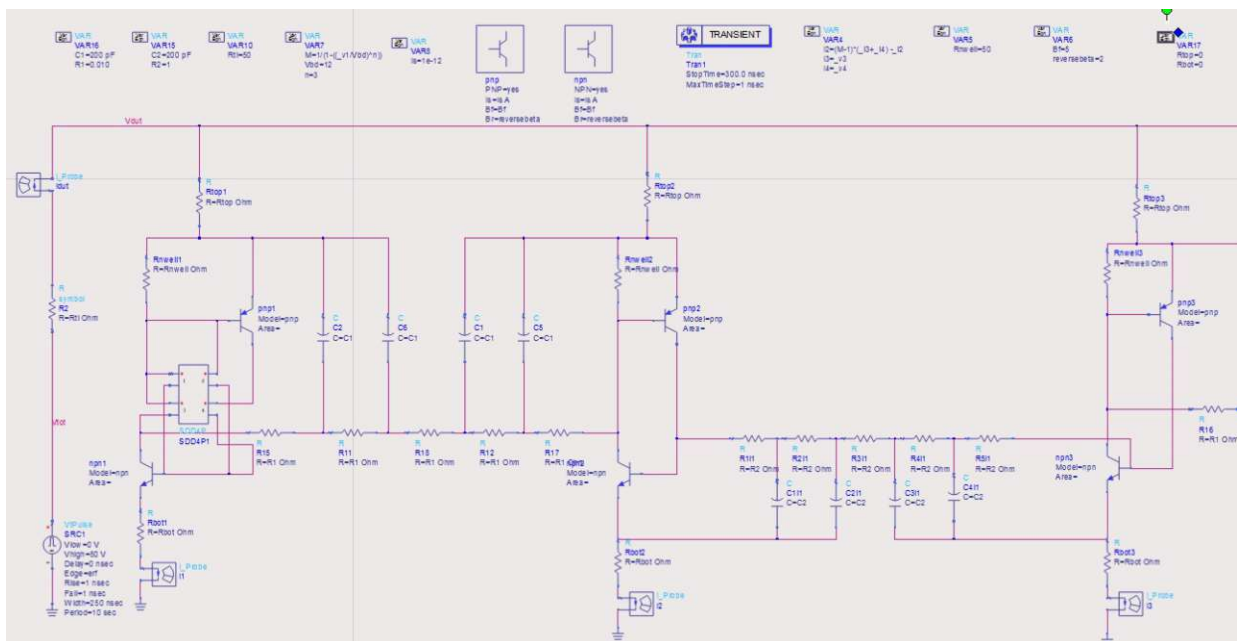 VAR
VAR16
C1=200 pF
R1=0.010
VAR
VAR15
C2=200 pF
R2=1
VAR
VAR10
Rtl=50
VAR
VAR7
M=1/(1-((_v1/Vbd)^n))
Vbd=12
n=3
VAR
VAR8
Is=1e-12
pnp
PNP=yes
Is=Is A
Bf=Bf
Br=reversebeta
npn
NPN=yes
Is=Is A
Bf=Bf
Br=reversebeta
TRANSIENT
Tran
Tran1
StopTime=300.0 nsec
MaxTimeStep=1 nsec
VAR
VAR4
I2=(M-1)*(_i3+_i4)-_i2
I3=_v3
I4=_v4
VAR
VAR5
Rnwell=50
VAR
VAR6
Bf=5
reversebeta=2
VAR
VAR17
Rtop=0
Rbot=0
Vout
I_Probe
Iout
R
Rtop1
R=Rtop Ohm
R
Rtop2
R=Rtop Ohm
R
Rtop3
R=Rtop Ohm
R
Rnwell1
R=Rnwell Ohm
R
Rnwell2
R=Rnwell Ohm
Rnwell3
R=Rnwell Ohm
R
symbol
R2
R=Rtl Ohm
pnp1
Model=pnp
Area=
C
C2
C=C1
C
C6
C=C1
C
C1
C=C1
C
C5
C=C1
pnp2
Model=pnp
Area=
pnp3
Model=pnp
Area=
Vtot
SDD4P
SDD4P1
R
R15
R=R1 Ohm
R
R11
R=R1 Ohm
R
R13
R=R1 Ohm
R
R12
R=R1 Ohm
R
R17
R=R1 Ohm
R
R16
R=R1 Ohm
npn1
Model=npn
Area=
Model=npn
Area=
R
R1I1
R=R2 Ohm
R
R2I1
R=R2 Ohm
R
R3I1
R=R2 Ohm
R
R4I1
R=R2 Ohm
R
R5I1
R=R2 Ohm
npn3
Model=npn
Area=
C
C1I1
C=C2
C
C2I1
C=C2
C
C3I1
C=C2
C
C4I1
C=C2
R
Rbot1
R=Rbot Ohm
R
Rbot2
R=Rbot Ohm
R
Rbot3
R=Rbot Ohm
VtPulse
SRC1
Vlow=0 V
Vhigh=50 V
Delay=0 nsec
Edge=erf
Rise=1 nsec
Fall=1 nsec
Width=250 nsec
Period=10 sec
I_Probe
I1
I_Probe
I2
I_Probe
I3